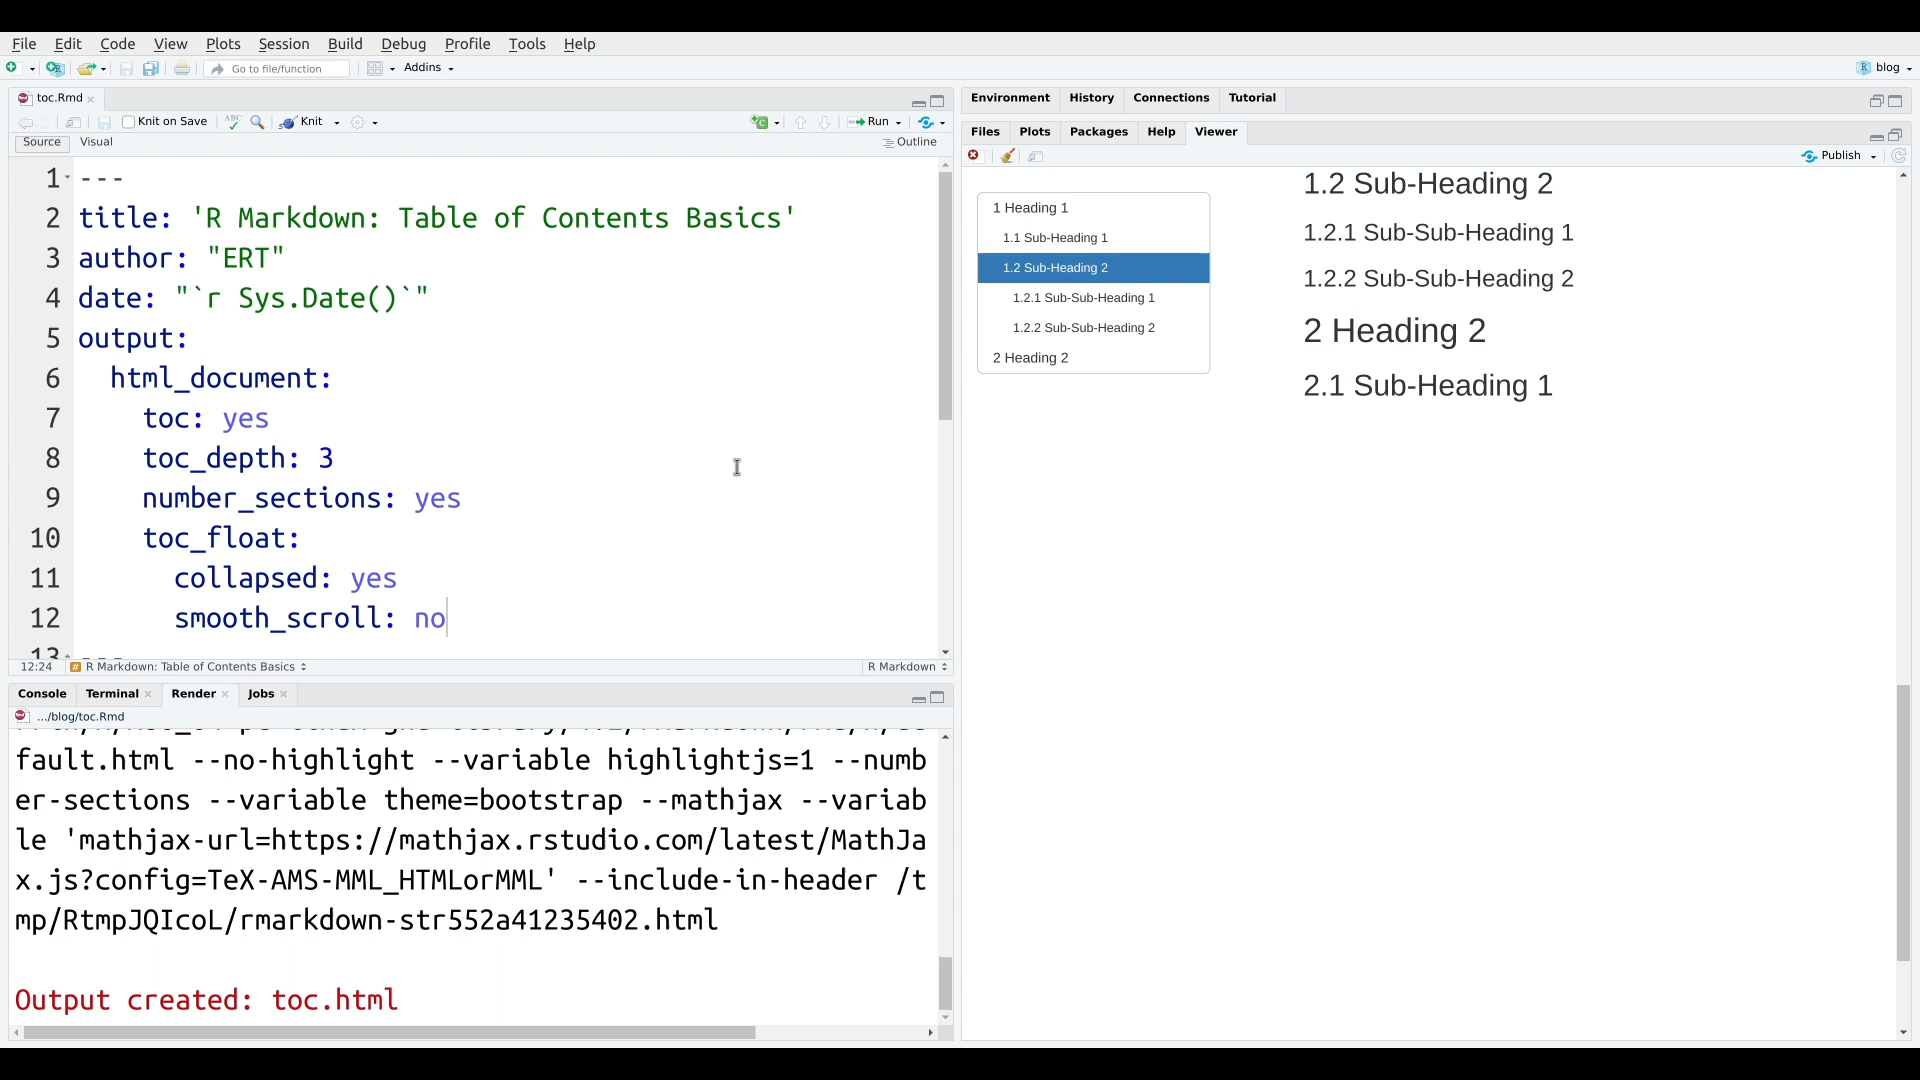 File Edit Code View Plots Session Build Debug Profile Tools Help
Go to file/function Addins blog
toc.Rmd
Knit on Save ABC Knit Run
Source Visual Outline
1 ---
2 title: 'R Markdown: Table of Contents Basics'
3 author: "ERT"
4 date: "`r Sys.Date()`"
5 output:
6 html_document:
7 toc: yes
8 toc_depth: 3
9 number_sections: yes
10 toc_float:
11 collapsed: yes
12 smooth_scroll: no
13 ---
12:24 R Markdown: Table of Contents Basics R Markdown
Console Terminal Render Jobs
.../blog/toc.Rmd
fault.html --no-highlight --variable highlightjs=1 --numb
er-sections --variable theme=bootstrap --mathjax --variab
le 'mathjax-url=https://mathjax.rstudio.com/latest/MathJa
x.js?config=TeX-AMS-MML_HTMLorMML' --include-in-header /t
mp/RtmpJQIcoL/rmarkdown-str552a41235402.html
Output created: toc.html
Environment History Connections Tutorial
Files Plots Packages Help Viewer
Publish
1 Heading 1
1.1 Sub-Heading 1
1.2 Sub-Heading 2
1.2.1 Sub-Sub-Heading 1
1.2.2 Sub-Sub-Heading 2
2 Heading 2
1.2 Sub-Heading 2
1.2.1 Sub-Sub-Heading 1
1.2.2 Sub-Sub-Heading 2
2 Heading 2
2.1 Sub-Heading 1